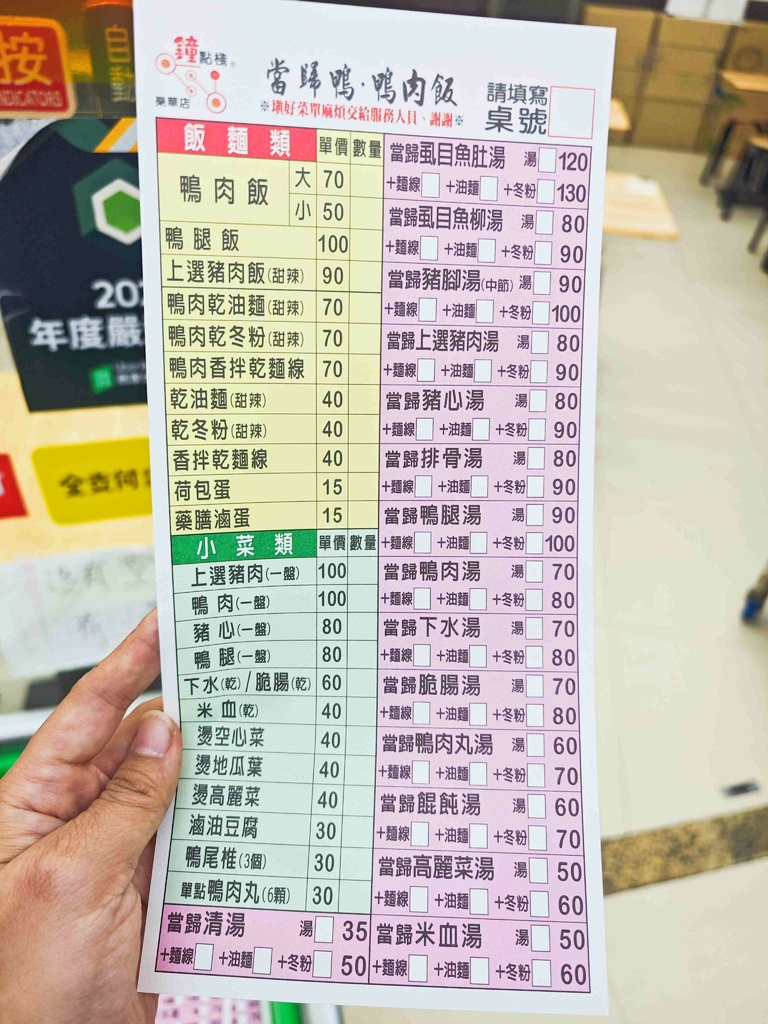 按
INDICATORS
自
動
鐘點棧
樂華店
當歸鴨·鴨肉飯
※填好菜單麻煩交給服務人員、謝謝※
請填寫
桌號
飯麵類 單價 數量
鴨肉飯 大 70
小 50
鴨腿飯 100
上選豬肉飯(甜辣) 90
鴨肉乾油麵(甜辣) 70
鴨肉乾冬粉(甜辣) 70
鴨肉香拌乾麵線 70
乾油麵(甜辣) 40
乾冬粉(甜辣) 40
香拌乾麵線 40
荷包蛋 15
藥膳滷蛋 15
小菜類 單價 數量
上選豬肉(一盤) 100
鴨肉(一盤) 100
豬心(一盤) 80
鴨腿(一盤) 80
下水(乾)/脆腸(乾) 60
米血(乾) 40
燙空心菜 40
燙地瓜葉 40
燙高麗菜 40
滷油豆腐 30
鴨尾椎(3個) 30
單點鴨肉丸(6顆) 30
當歸清湯 湯 35
+麵線 +油麵 +冬粉 50
當歸虱目魚肚湯 湯 120
+麵線 +油麵 +冬粉 130
當歸虱目魚柳湯 湯 80
+麵線 +油麵 +冬粉 90
當歸豬腳湯(中節) 湯 90
+麵線 +油麵 +冬粉 100
當歸上選豬肉湯 湯 80
+麵線 +油麵 +冬粉 90
當歸豬心湯 湯 80
+麵線 +油麵 +冬粉 90
當歸排骨湯 湯 80
+麵線 +油麵 +冬粉 90
當歸鴨腿湯 湯 90
+麵線 +油麵 +冬粉 100
當歸鴨肉湯 湯 70
+麵線 +油麵 +冬粉 80
當歸下水湯 湯 70
+麵線 +油麵 +冬粉 80
當歸脆腸湯 湯 70
+麵線 +油麵 +冬粉 80
當歸鴨肉丸湯 湯 60
+麵線 +油麵 +冬粉 70
當歸餛飩湯 湯 60
+麵線 +油麵 +冬粉 70
當歸高麗菜湯 湯 50
+麵線 +油麵 +冬粉 60
當歸米血湯 湯 50
+麵線 +油麵 +冬粉 60
202
年度嚴
全支付
沒有
有